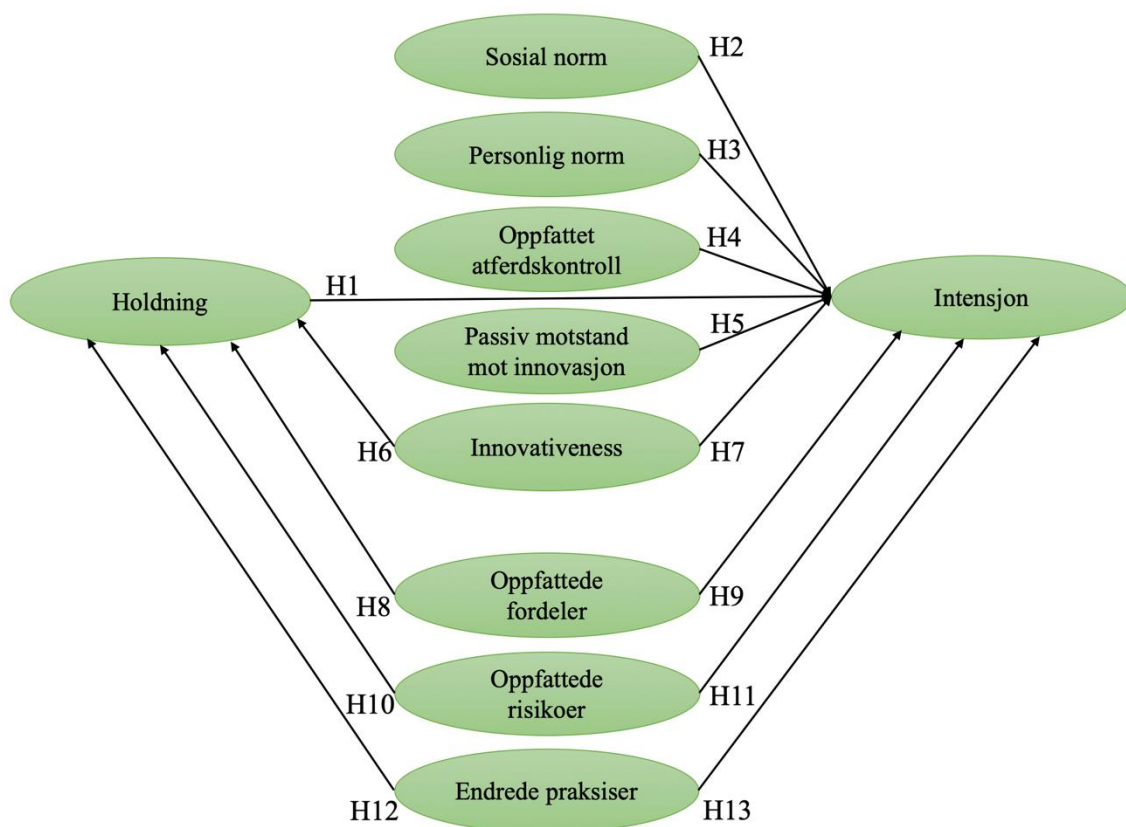 Sosial norm
H2
Personlig norm
H3
Oppfattet
atferdskontroll
H4
Holdning
H1
Intensjon
Passiv motstand
mot innovasjon
H5
H6
Innovativeness
H7
Oppfattede
fordeler
H8
H9
Oppfattede
risikoer
H10
H11
Endrede praksiser
H12
H13